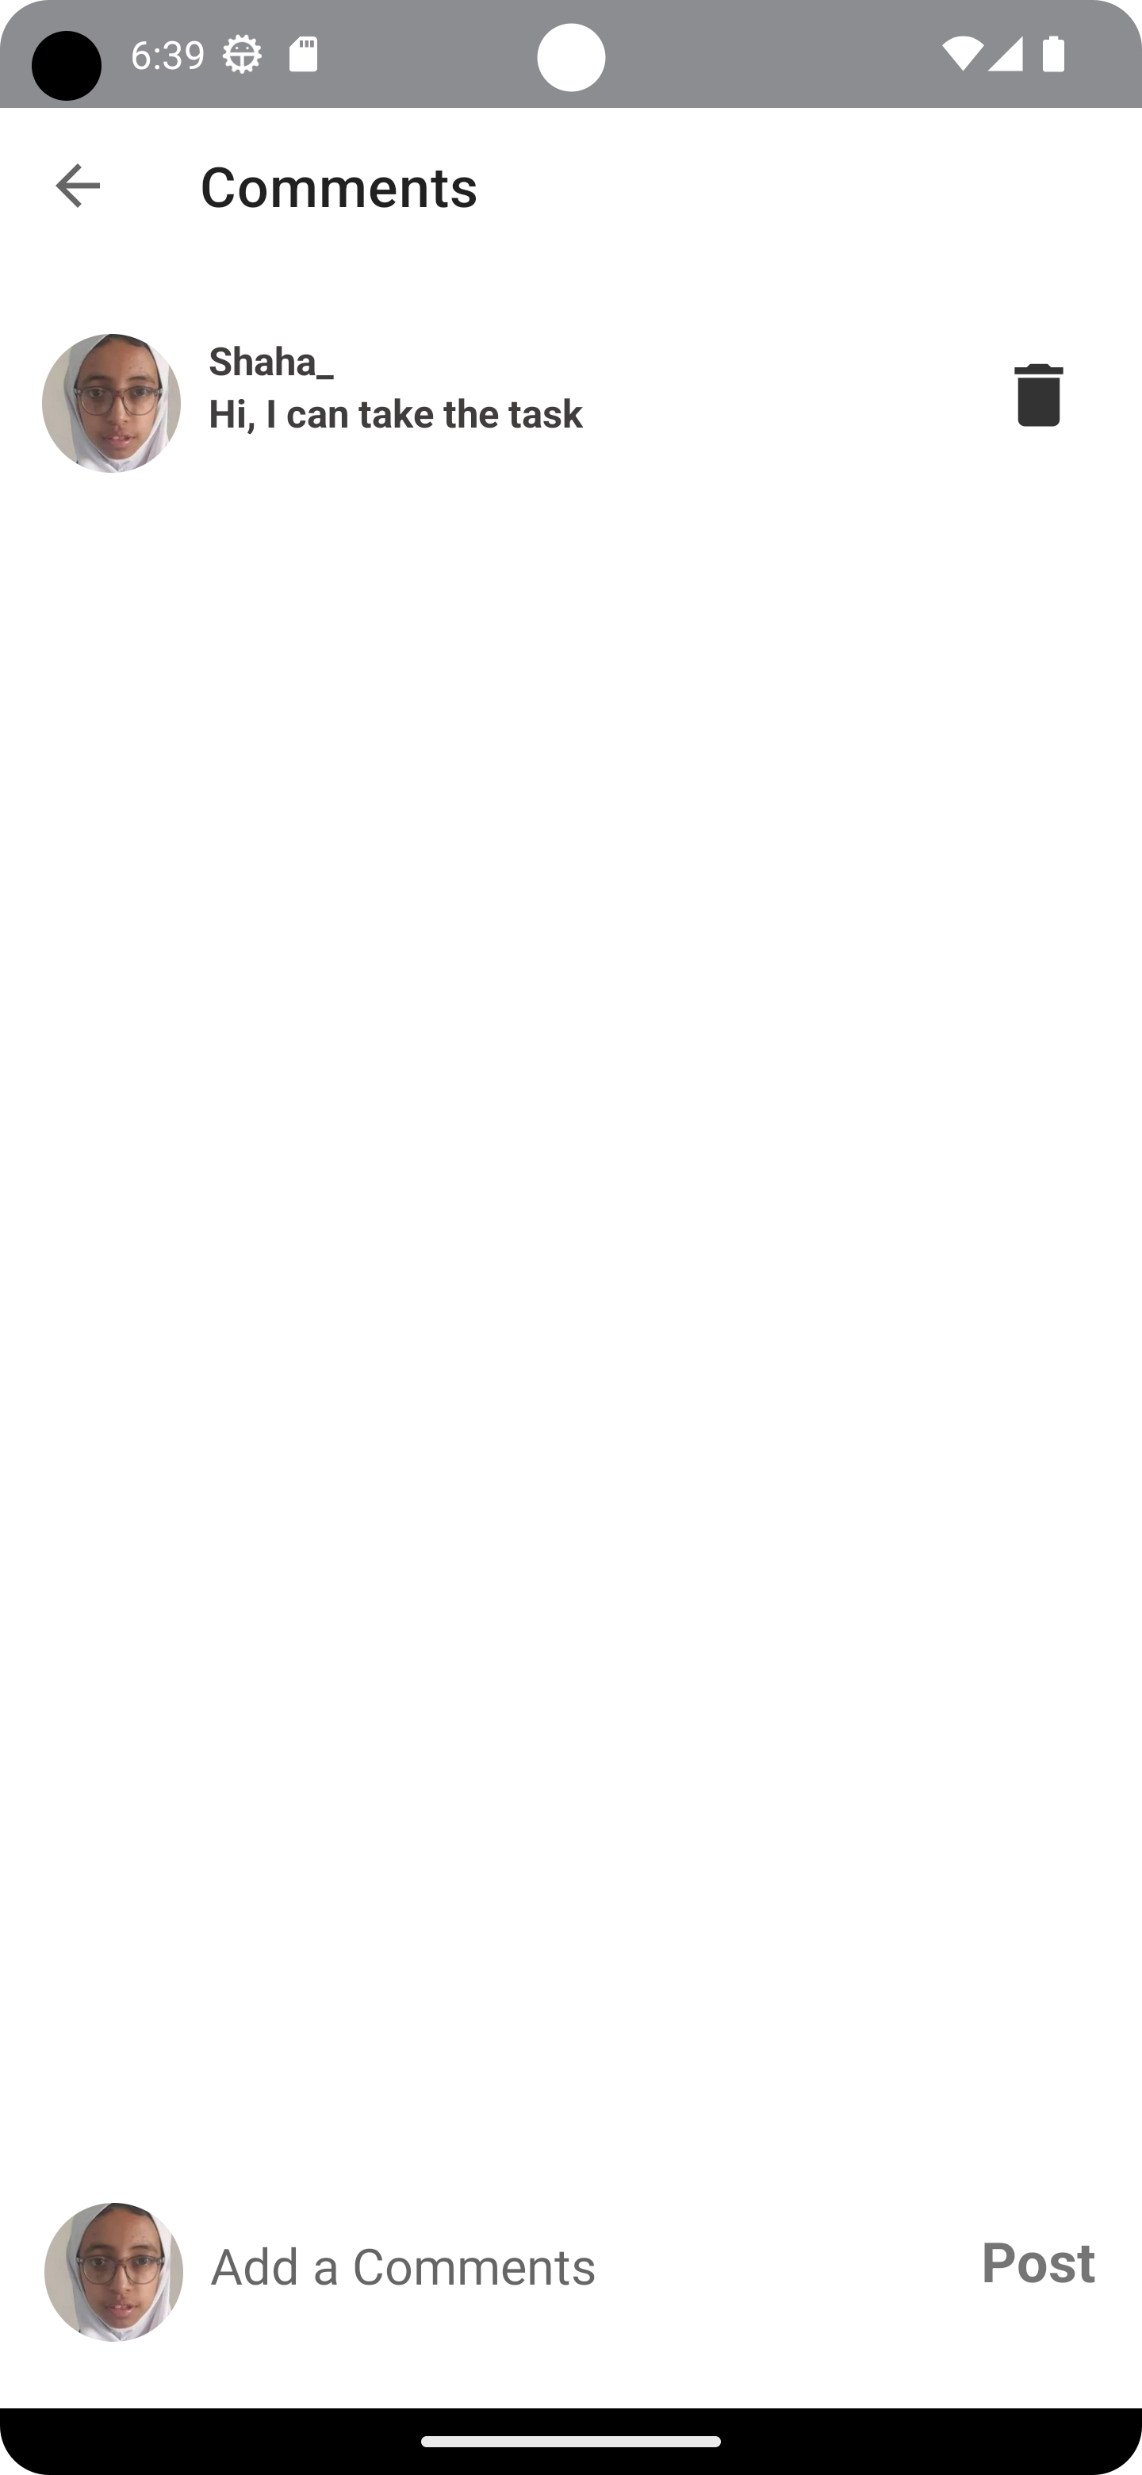 6:39
Comments
Shaha_
Hi, I can take the task
Add a Comments
Post